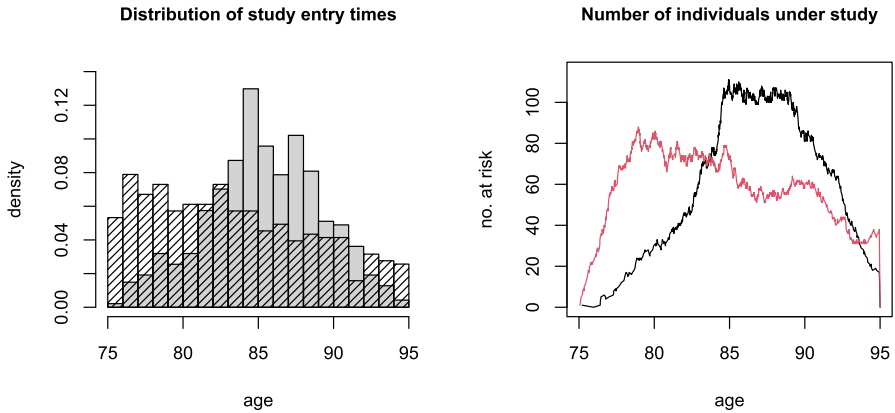 Distribution of study entry times
density
0.00 0.04 0.08 0.12
75 80 85 90 95
age
Number of individuals under study
no. at risk
0 20 40 60 80 100
75 80 85 90 95
age